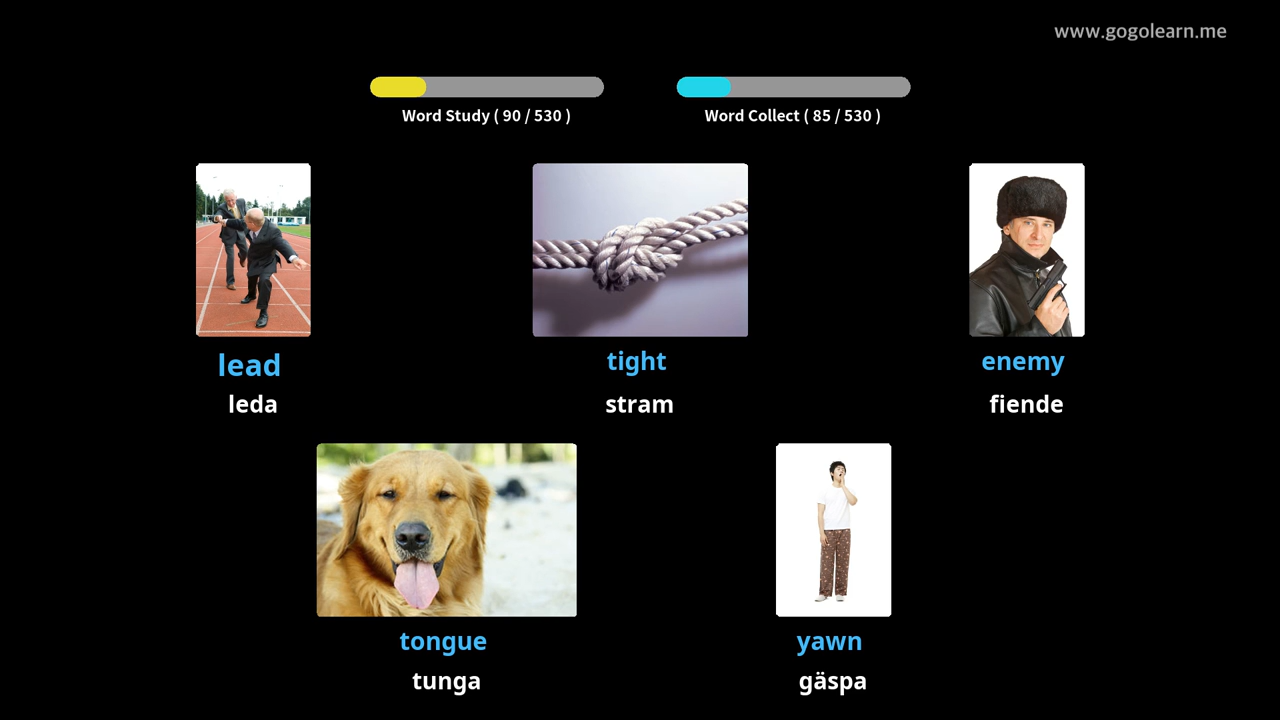 www.gogolearn.me
Word Study ( 90 / 530 )
Word Collect ( 85 / 530 )
lead
leda
tight
stram
enemy
fiende
tongue
tunga
yawn
gäspa